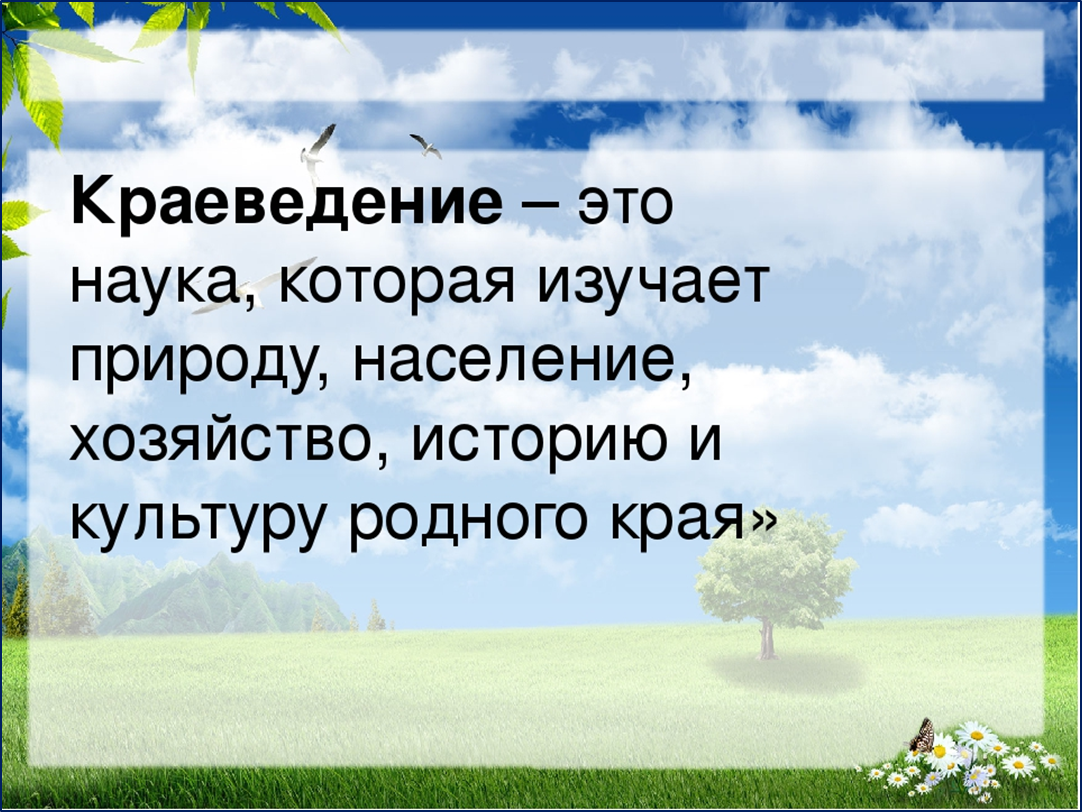 Краеведение – это
наука, которая изучает
природу, население,
хозяйство, историю и
культуру родного края»